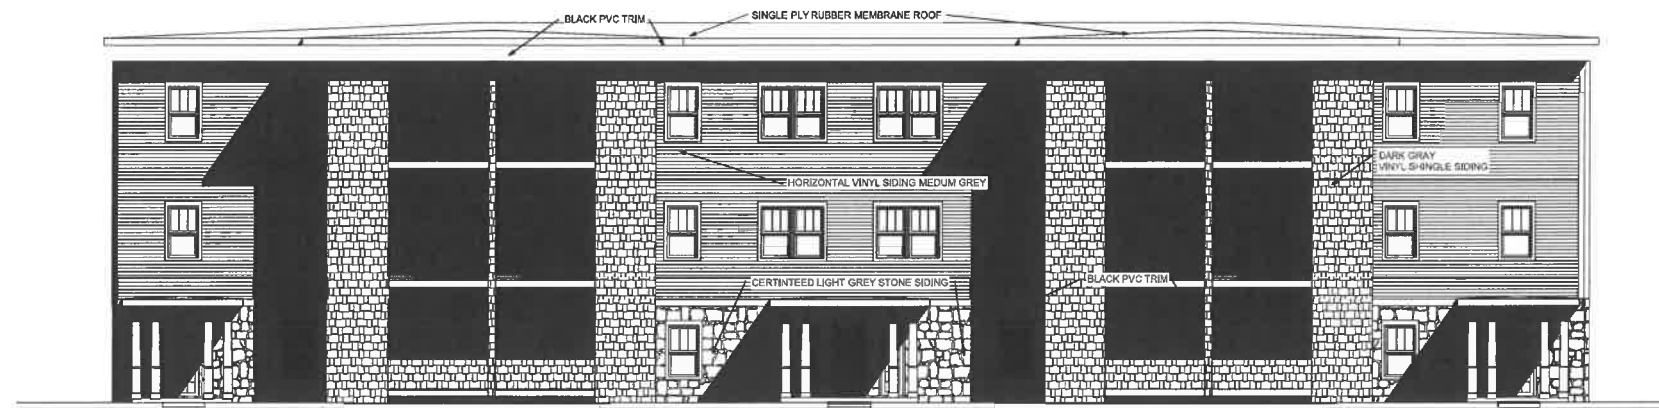 BLACK PVC TRIM
SINGLE PLY RUBBER MEMBRANE ROOF
DARK GRAY
VINYL SHINGLE SIDING
HORIZONTAL VINYL SIDING MEDUM GREY
CERTINTEED LIGHT GREY STONE SIDING
BLACK PVC TRIM